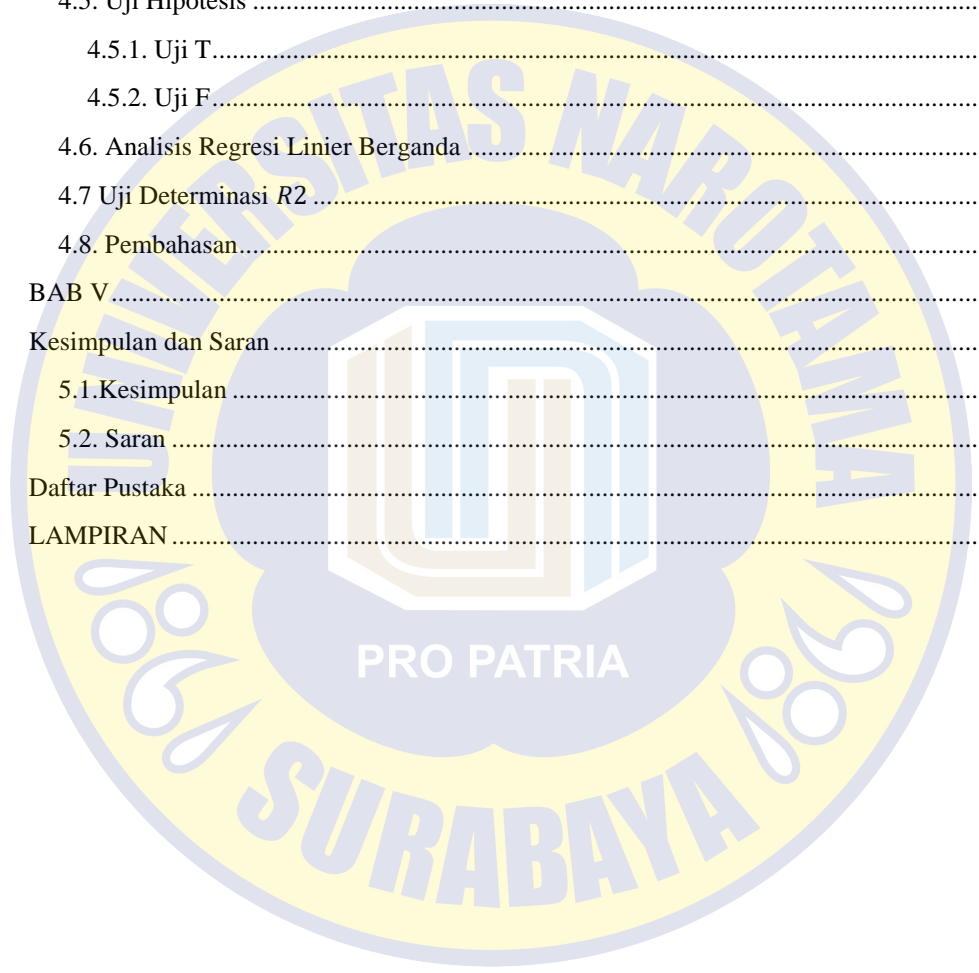 4.5. Uji Hipotesis ....................................................................................................
4.5.1. Uji T....................................................................................................
4.5.2. Uji F....................................................................................................
4.6. Analisis Regresi Linier Berganda ....................................................................................................
4.7 Uji Determinasi R2 ....................................................................................................
4.8. Pembahasan....................................................................................................
BAB V....................................................................................................
Kesimpulan dan Saran....................................................................................................
5.1.Kesimpulan ....................................................................................................
5.2. Saran ....................................................................................................
Daftar Pustaka ....................................................................................................
LAMPIRAN ....................................................................................................
UNIVERSITAS NAROTAMA
PRO PATRIA
SURABAYA